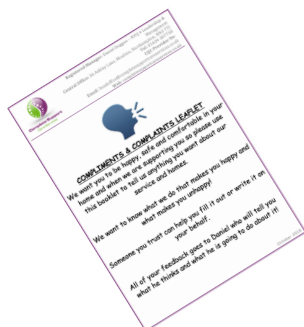 COMPLIMENTS & COMPLAINTS LEAFLET
We want you to be happy, safe and comfortable in your
home and when we are supporting you so please use
this booklet to tell us anything you want about our
service and homes.
We want to know what we do that makes you happy and
what makes you unhappy!
Someone you trust can help you fill it out or write it on
your behalf.
All of your feedback goes to Daniel who will tell you
what he thinks and what he is going to do about it!